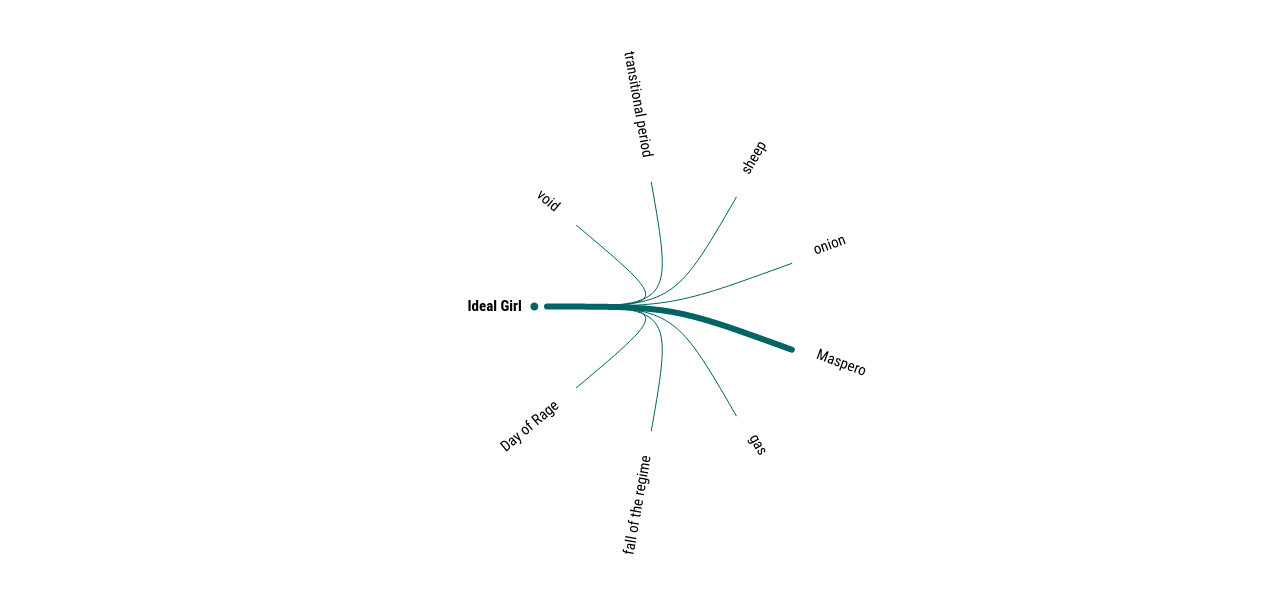 transitional period
sheep
void
onion
Ideal Girl
Maspero
Day of Rage
gas
fall of the regime